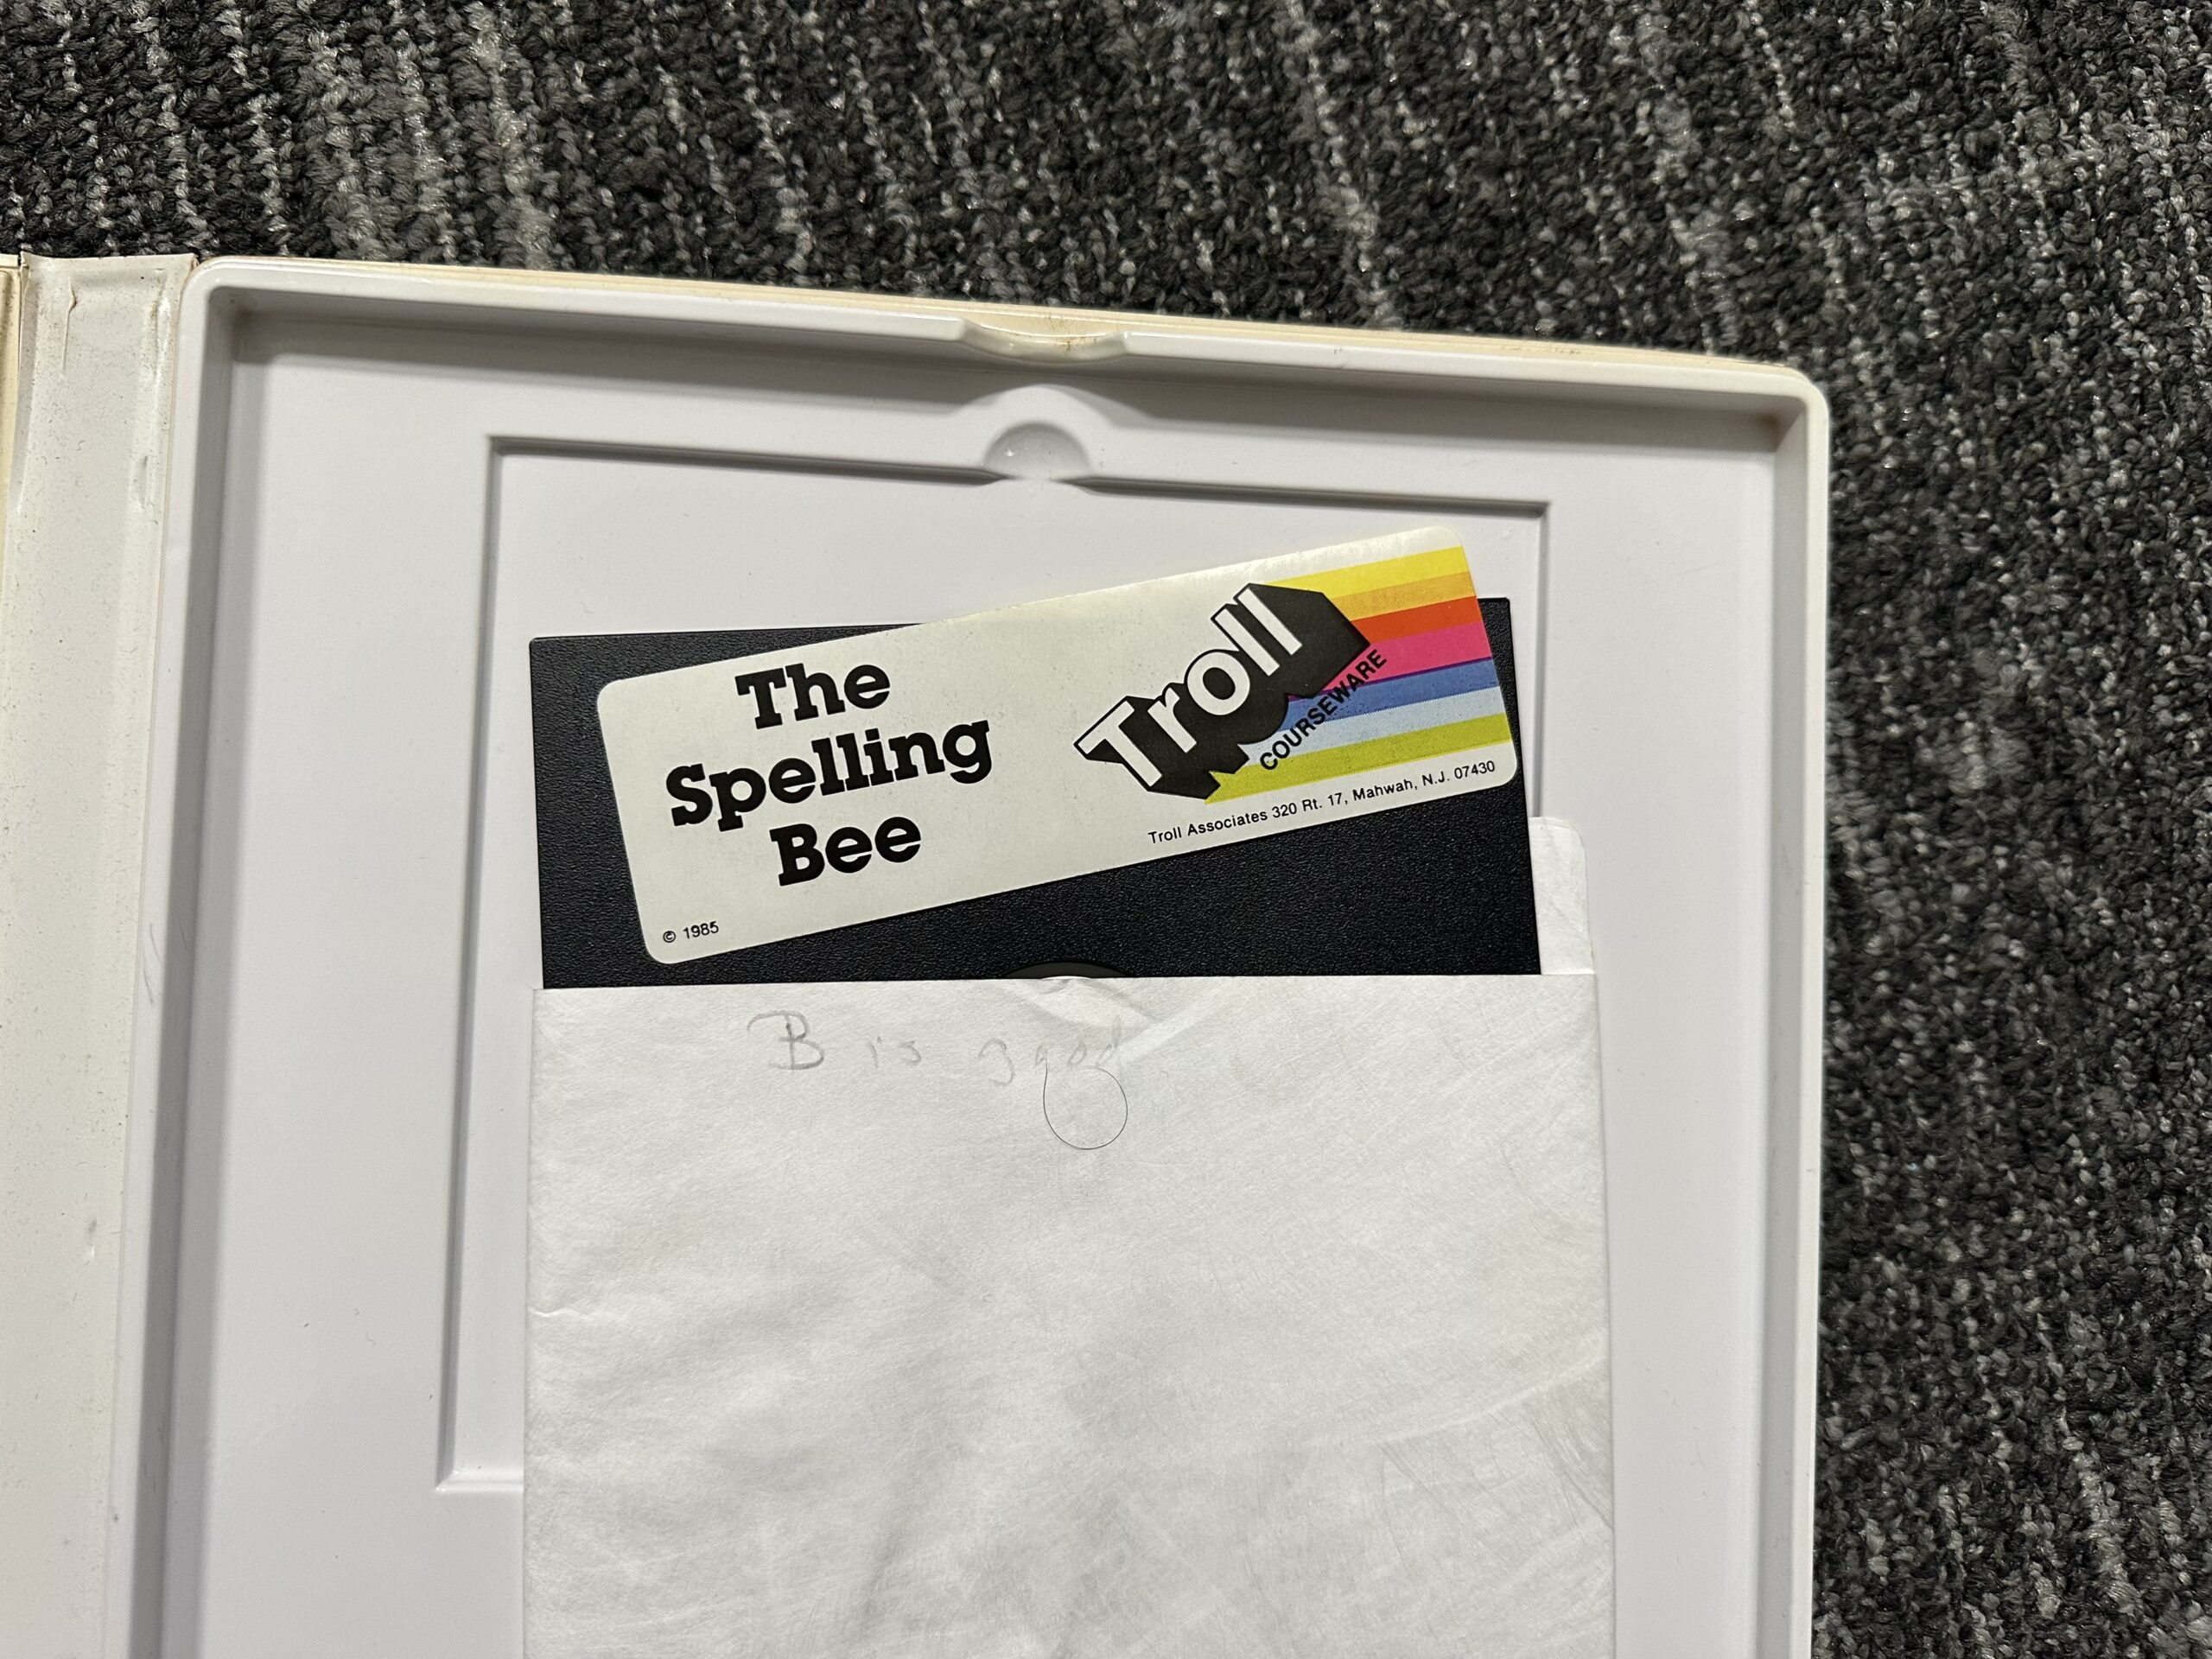 The
Spelling
Bee
© 1985
Troll
COURSEWARE
Troll Associates 320 Rt. 17, Mahwah, N.J. 07430
B is good